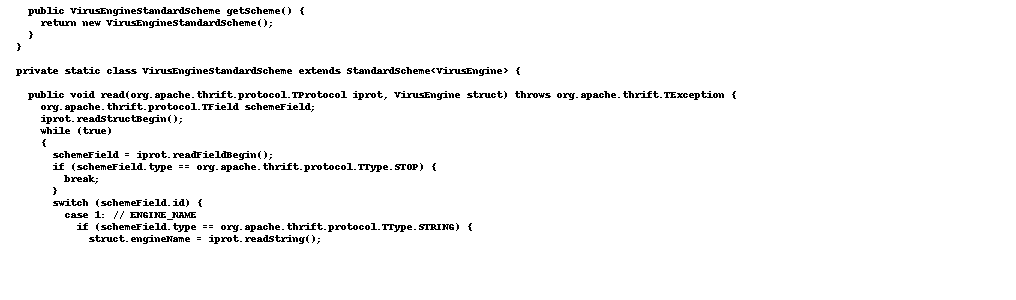 public VirusEngineStandardScheme getScheme() {
return new VirusEngineStandardScheme();
}
}
private static class VirusEngineStandardScheme extends StandardScheme<VirusEngine> {
public void read(org.apache.thrift.protocol.TProtocol iprot, VirusEngine struct) throws org.apache.thrift.TException {
org.apache.thrift.protocol.TField schemeField;
iprot.readStructBegin();
while (true)
{
schemeField = iprot.readFieldBegin();
if (schemeField.type == org.apache.thrift.protocol.TType.STOP) {
break;
}
switch (schemeField.id) {
case 1: // ENGINE_NAME
if (schemeField.type == org.apache.thrift.protocol.TType.STRING) {
struct.engineName = iprot.readString();